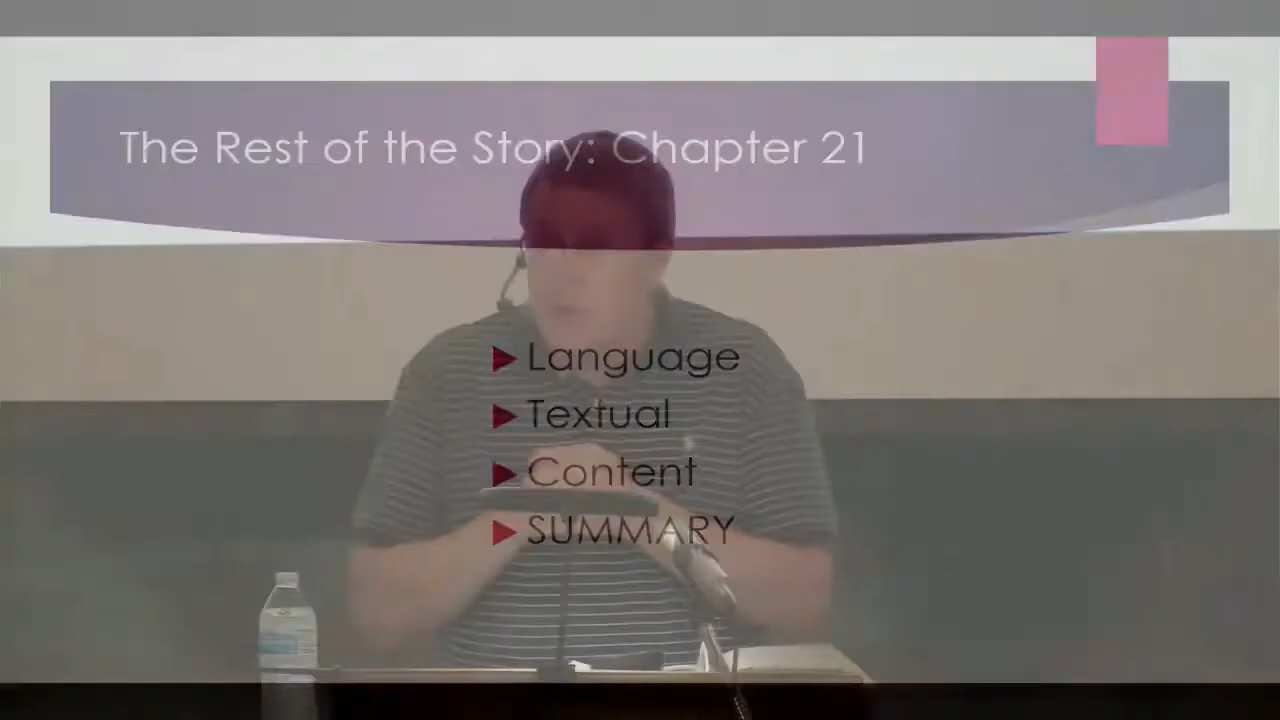 The Rest of the Story: Chapter 21
Language
Textual
Content
SUMMARY